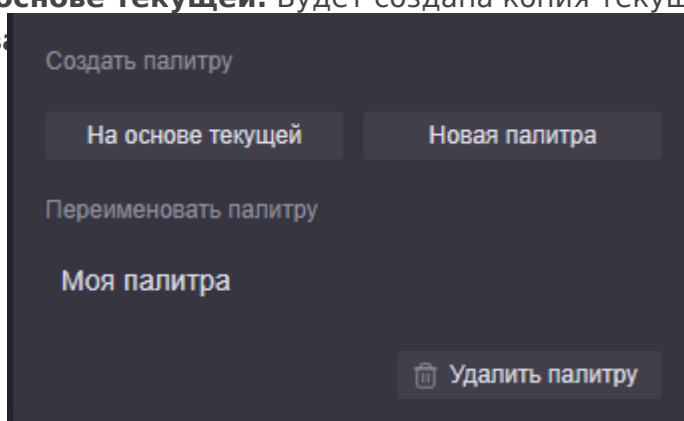 основе текущей. Будет создана копия текущ
Создать палитру
На основе текущей
Новая палитра
Переименовать палитру
Моя палитра
Удалить палитру